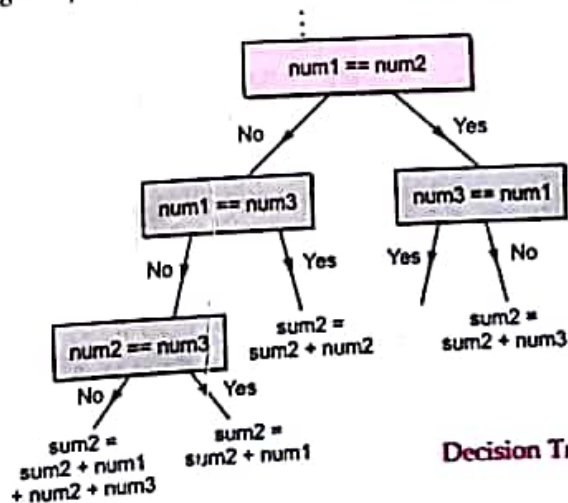 num1 == num2
No
Yes
num1 == num3
num3 == num1
No
Yes
Yes
No
num2 == num3
sum2 =
sum2 + num2
sum2 =
sum2 + num3
No
Yes
sum2 =
sum2 + num1
+ num2 + num3
sum2 =
sum2 + num1
Decision